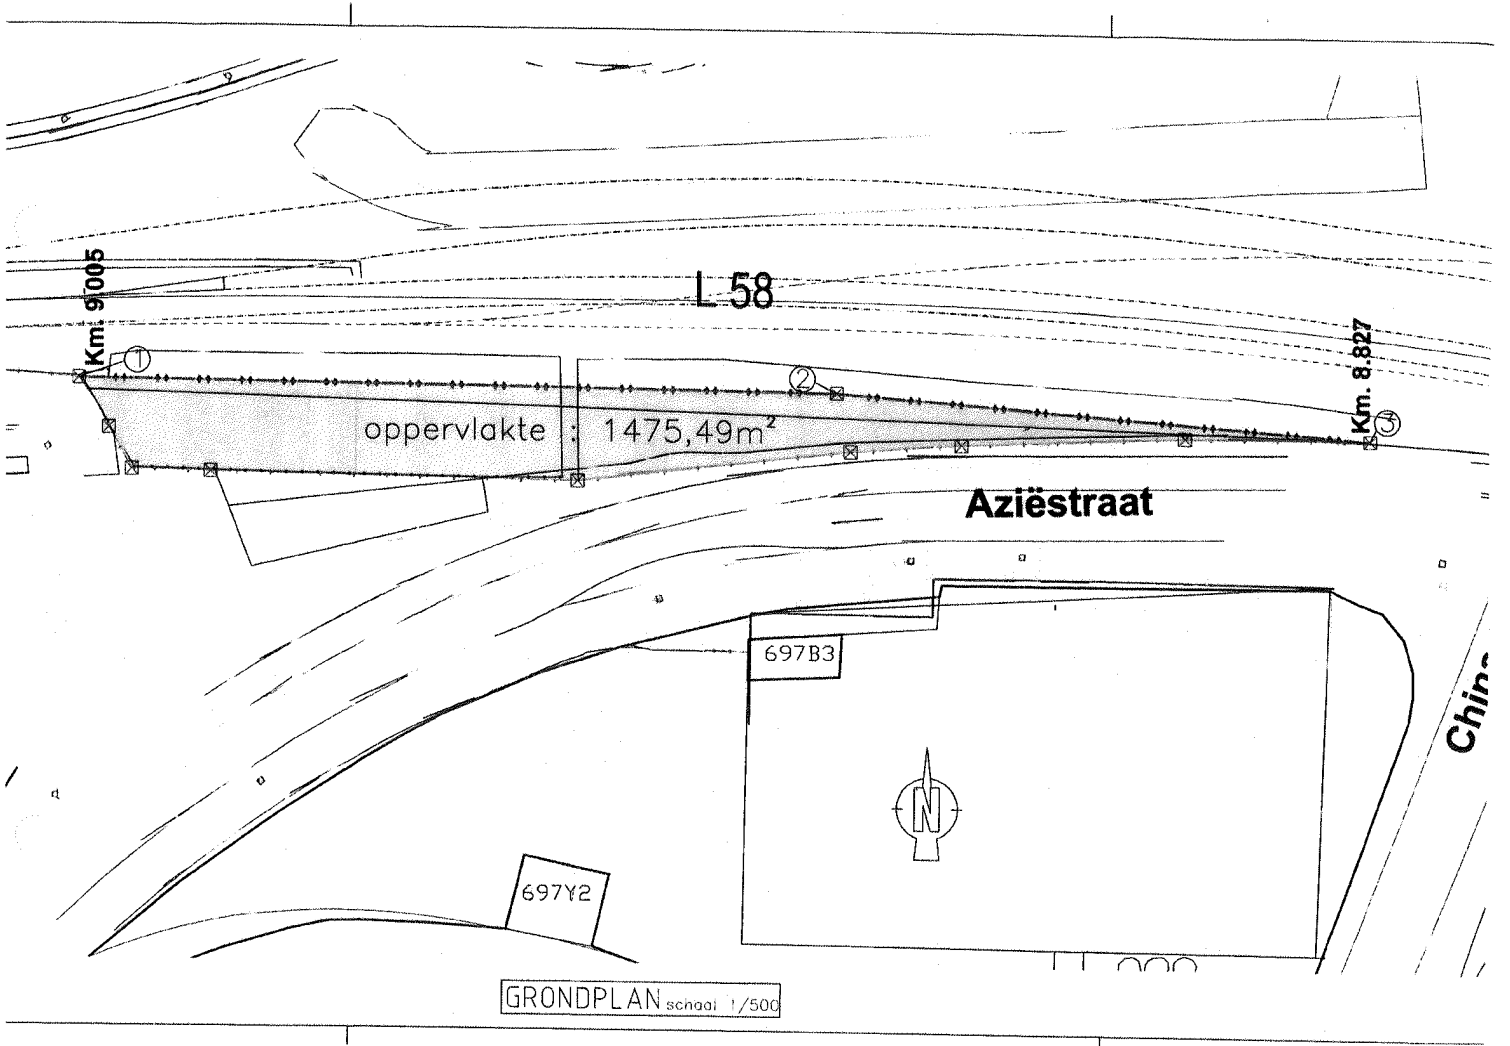 L 58
Km. 9.005
1
2
Km. 8.827
3
oppervlakte : 1475,49m²
Aziëstraat
697B3
China
N
697Y2
GRONDPLAN schaal 1/500